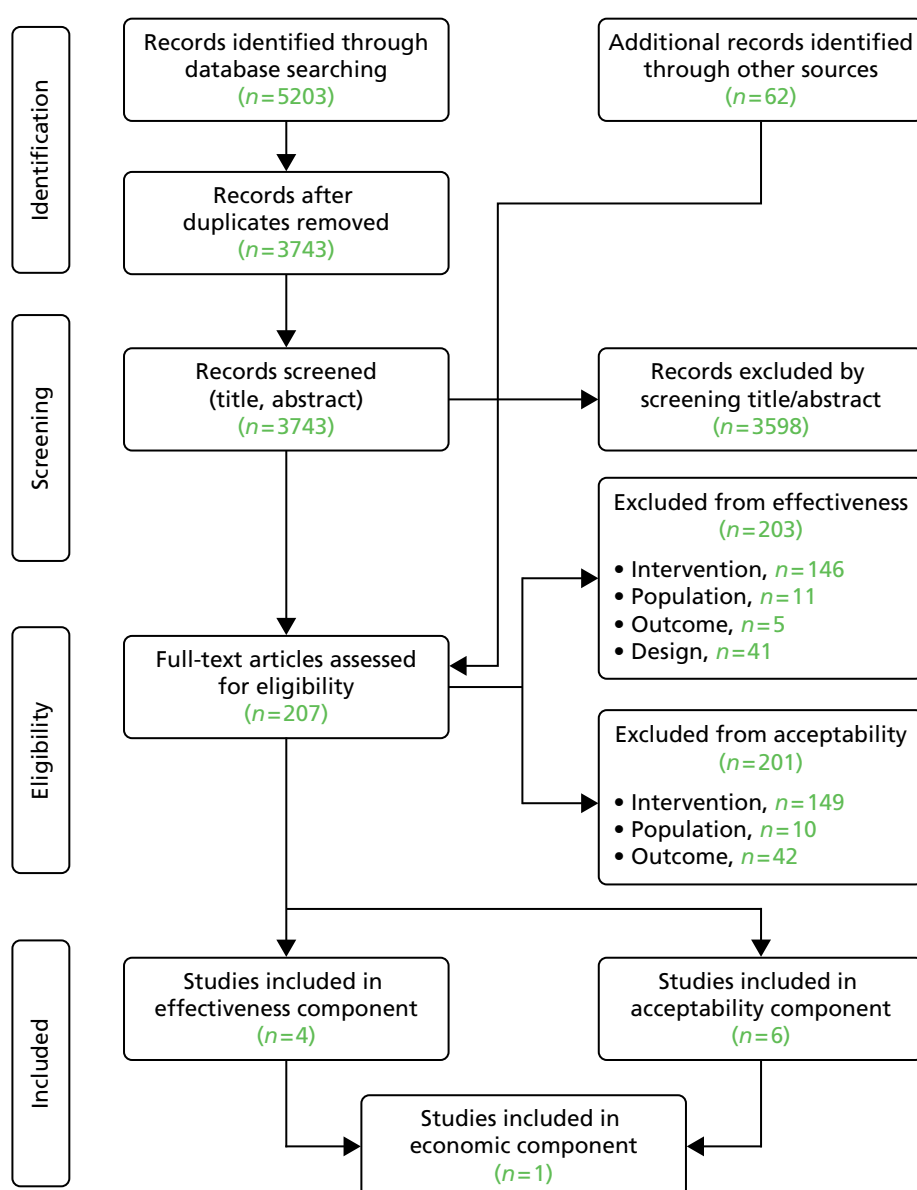 Identification
Records identified through
database searching
(n=5203)
Additional records identified
through other sources
(n=62)
Records after
duplicates removed
(n=3743)
Screening
Records screened
(title, abstract)
(n=3743)
Records excluded by
screening title/abstract
(n=3598)
Eligibility
Full-text articles assessed
for eligibility
(n=207)
Excluded from effectiveness
(n=203)
• Intervention, n=146
• Population, n=11
• Outcome, n=5
• Design, n=41
Excluded from acceptability
(n=201)
• Intervention, n=149
• Population, n=10
• Outcome, n=42
Included
Studies included in
effectiveness component
(n=4)
Studies included in
acceptability component
(n=6)
Studies included in
economic component
(n=1)